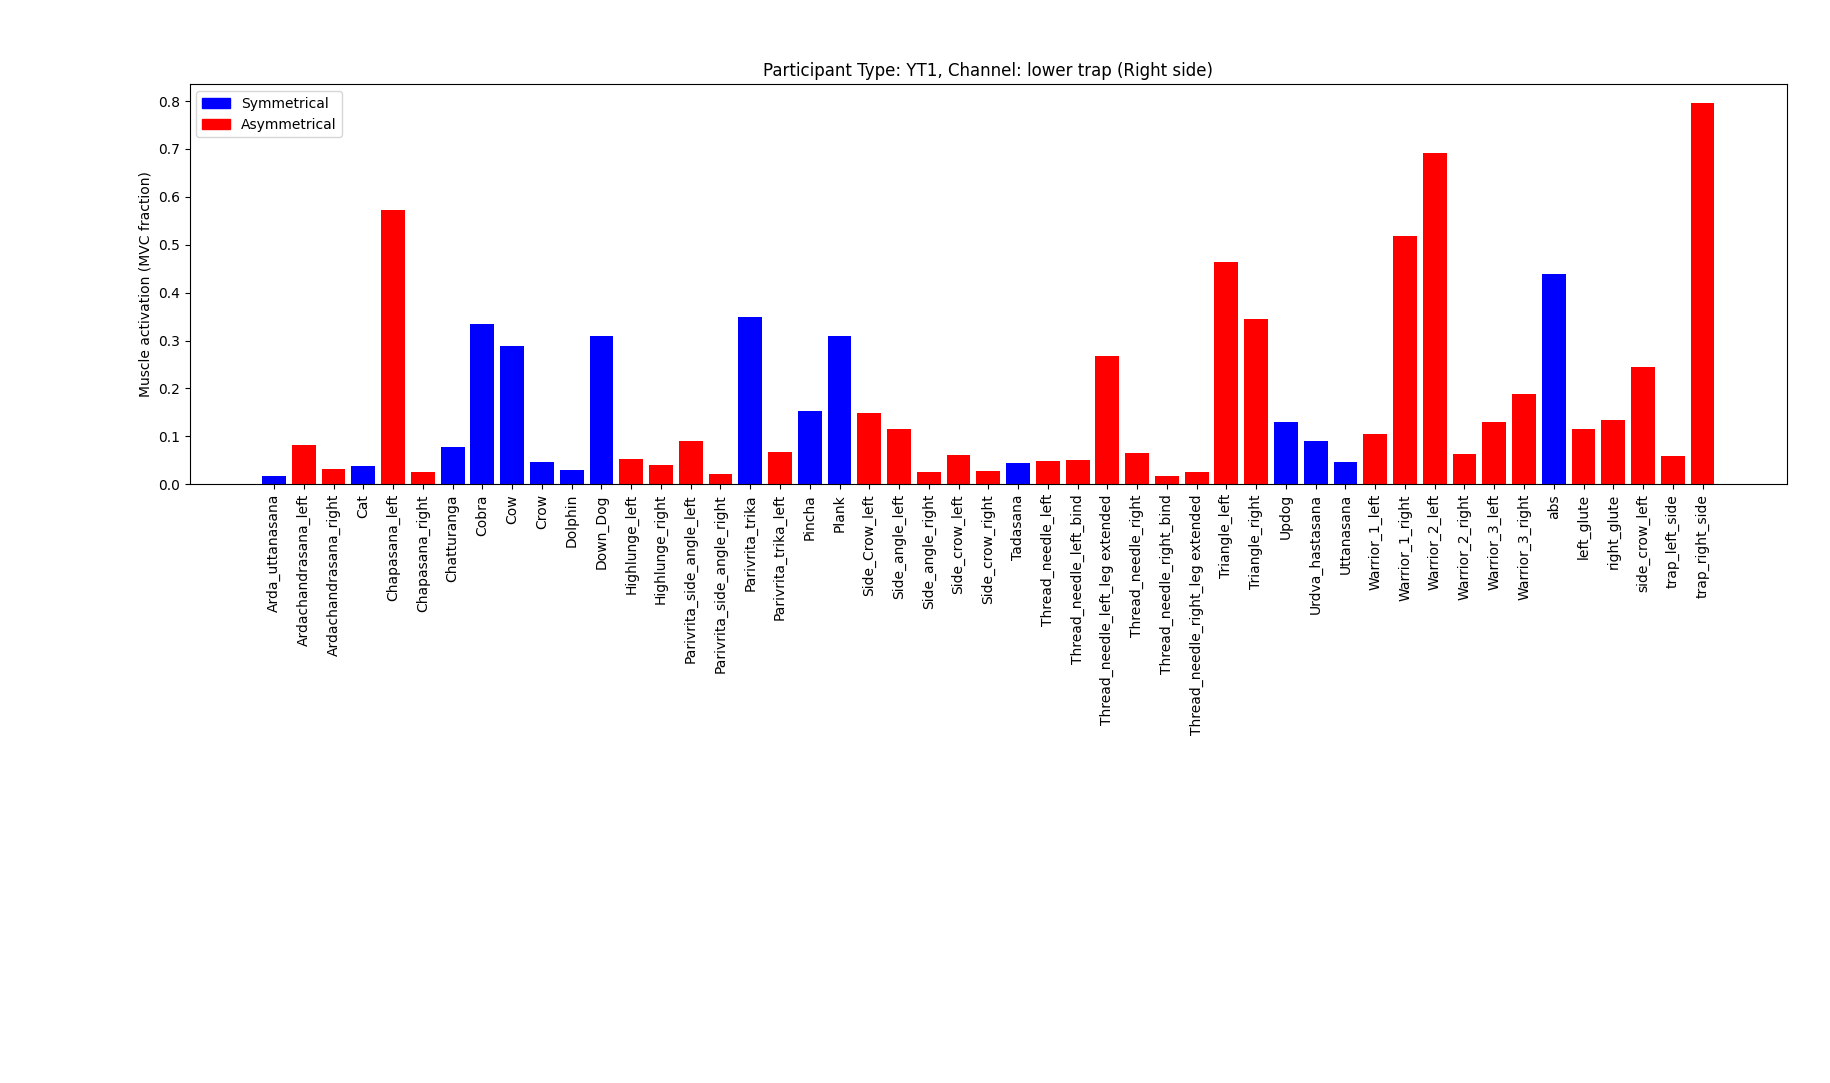 Participant Type: YT1, Channel: lower trap (Right side)
Symmetrical
Asymmetrical
Muscle activation (MVC fraction)
0.8
0.7
0.6
0.5
0.4
0.3
0.2
0.1
0.0
Arda_uttanasana
Ardachandrasana_left
Ardachandrasana_right
Cat
Chapasana_left
Chapasana_right
Chatturanga
Cobra
Cow
Crow
Dolphin
Down_Dog
Highlunge_left
Highlunge_right
Parivrita_side_angle_left
Parivrita_side_angle_right
Parivrita_trika
Parivrita_trika_left
Pincha
Plank
Side_Crow_left
Side_angle_left
Side_angle_right
Side_crow_left
Side_crow_right
Tadasana
Thread_needle_left
Thread_needle_left_bind
Thread_needle_left_leg extended
Thread_needle_right
Thread_needle_right_bind
Thread_needle_right_leg extended
Triangle_left
Triangle_right
Updog
Urdva_hastasana
Uttanasana
Warrior_1_left
Warrior_1_right
Warrior_2_left
Warrior_2_right
Warrior_3_left
Warrior_3_right
abs
left_glute
right_glute
side_crow_left
trap_left_side
trap_right_side